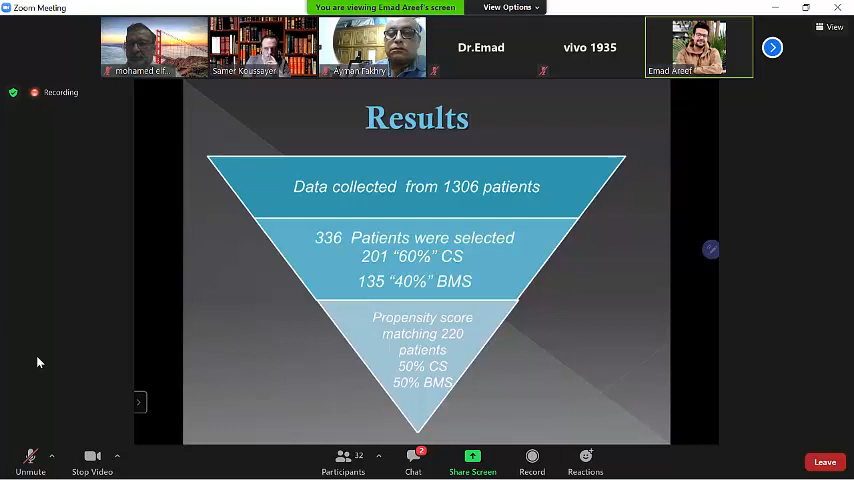 Zoom Meeting
You are viewing Emad Areef's screen
View Options
mohamed elf...
Samer Koussayer
Ayman Fakhry
Dr.Emad
vivo 1935
Emad Areef
View
Recording
Results
Data collected from 1306 patients
336 Patients were selected
201 “60%” CS
135 “40%” BMS
Propensity score
matching 220
patients
50% CS
50% BMS
Unmute
Stop Video
32
Participants
2
Chat
Share Screen
Record
Reactions
Leave